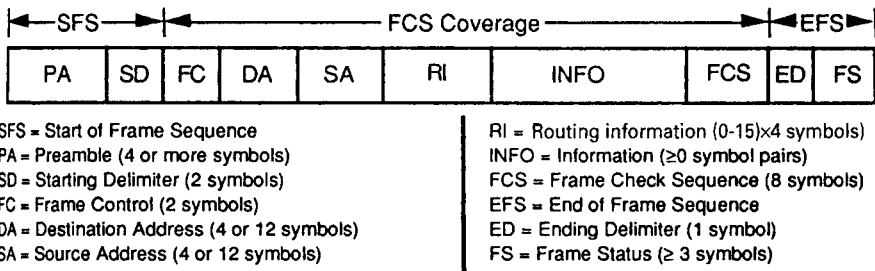 SFS FCS Coverage EFS
PA SD FC DA SA RI INFO FCS ED FS
SFS = Start of Frame Sequence
PA = Preamble (4 or more symbols)
SD = Starting Delimiter (2 symbols)
FC = Frame Control (2 symbols)
DA = Destination Address (4 or 12 symbols)
SA = Source Address (4 or 12 symbols)
RI = Routing information (0-15)×4 symbols)
INFO = Information (≥0 symbol pairs)
FCS = Frame Check Sequence (8 symbols)
EFS = End of Frame Sequence
ED = Ending Delimiter (1 symbol)
FS = Frame Status (≥ 3 symbols)